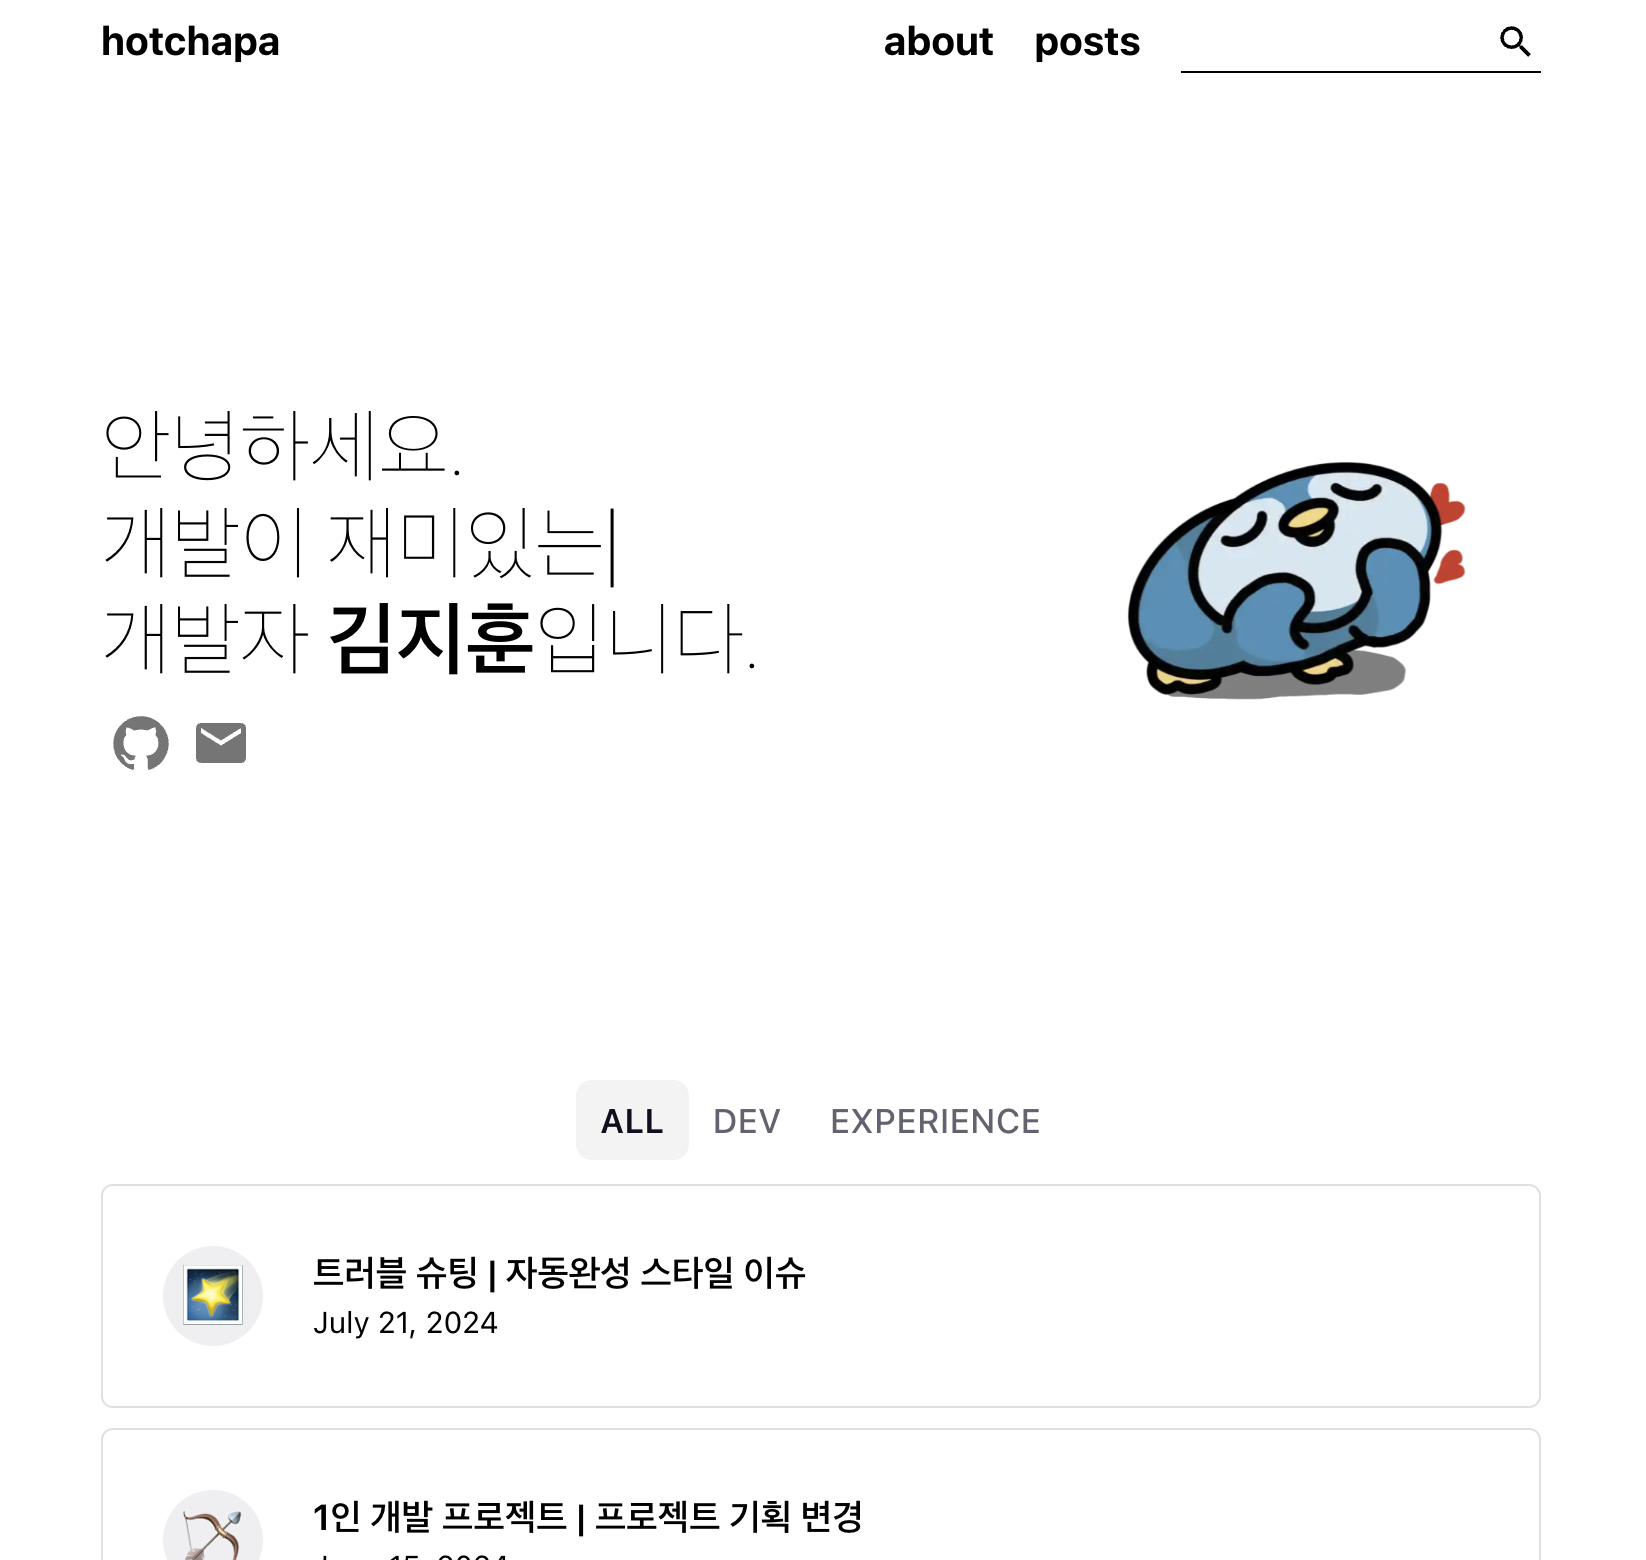 hotchapa
about posts
안녕하세요.
개발이 재미있는|
개발자 김지훈입니다.
ALL DEV EXPERIENCE
트러블 슈팅 | 자동완성 스타일 이슈
July 21, 2024
1인 개발 프로젝트 | 프로젝트 기획 변경
15, 2024